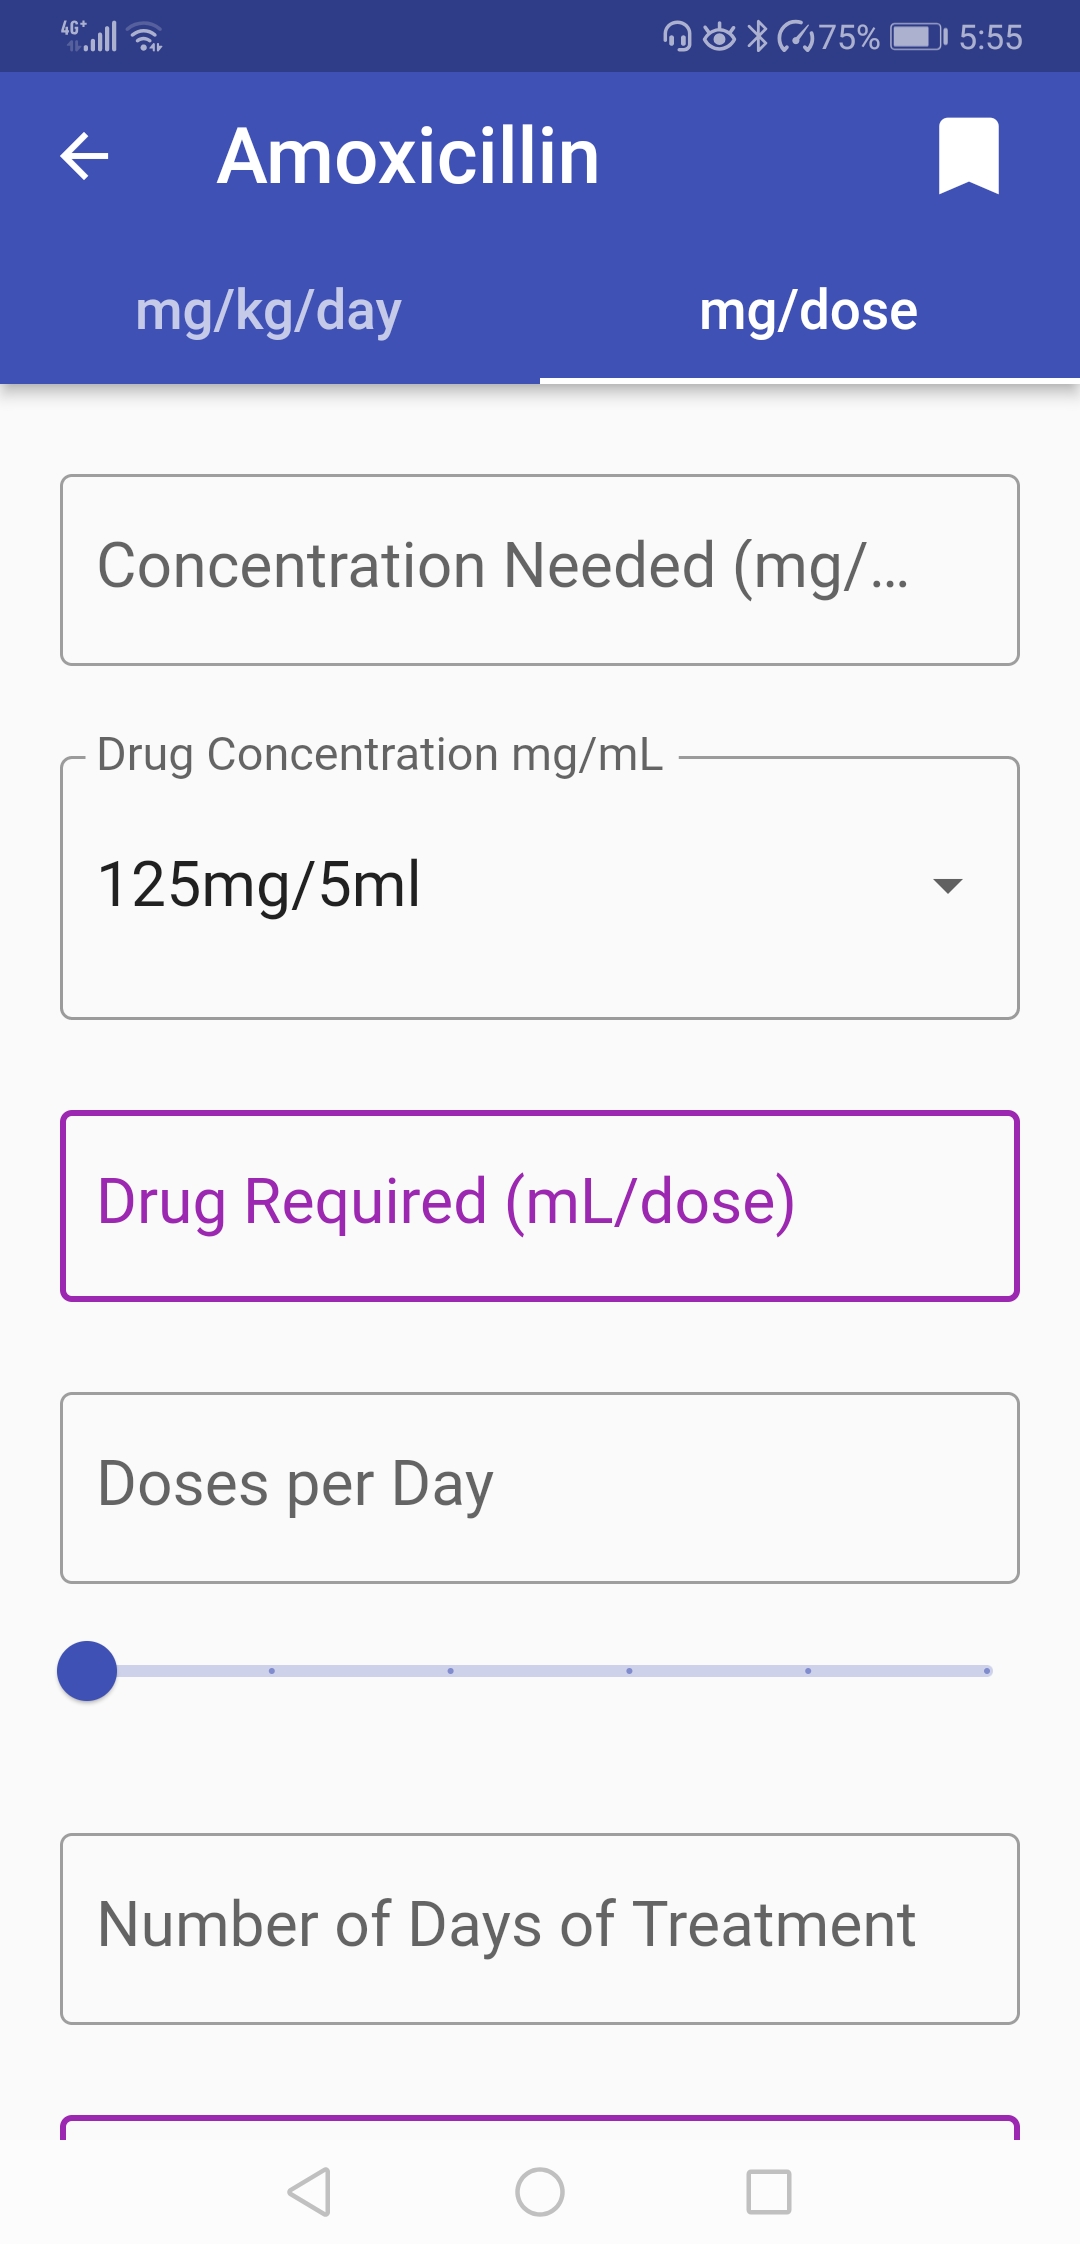 4G+ 75% 5:55
Amoxicillin
mg/kg/day mg/dose
Concentration Needed (mg/...
Drug Concentration mg/mL
125mg/5ml
Drug Required (mL/dose)
Doses per Day
Number of Days of Treatment